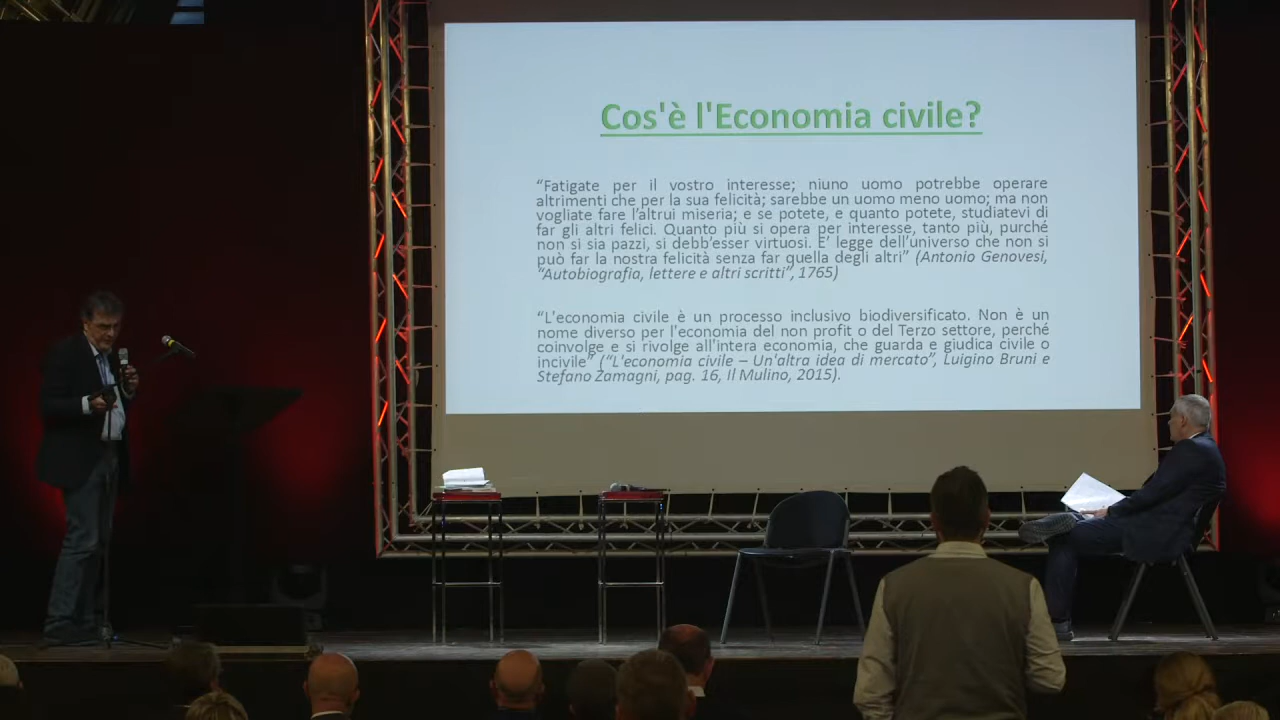 Cos'è l'Economia civile?
“Fatigate per il vostro interesse; niuno uomo potrebbe operare
altrimenti che per la sua felicità; sarebbe un uomo meno uomo; ma non
vogliate fare l’altrui miseria; e se potete, e quanto potete, studiatevi di
far gli altri felici. Quanto più si opera per interesse, tanto più, purché
non si sia pazzi, si debb’esser virtuosi. E’ legge dell’universo che non si
può far la nostra felicità senza far quella degli altri” (Antonio Genovesi,
“Autobiografia, lettere e altri scritti”, 1765)
“L'economia civile è un processo inclusivo biodiversificato. Non è un
nome diverso per l'economia del non profit o del Terzo settore, perché
coinvolge e si rivolge all'intera economia, che guarda e giudica civile o
incivile” (“L'economia civile – Un'altra idea di mercato”, Luigino Bruni e
Stefano Zamagni, pag. 16, Il Mulino, 2015).